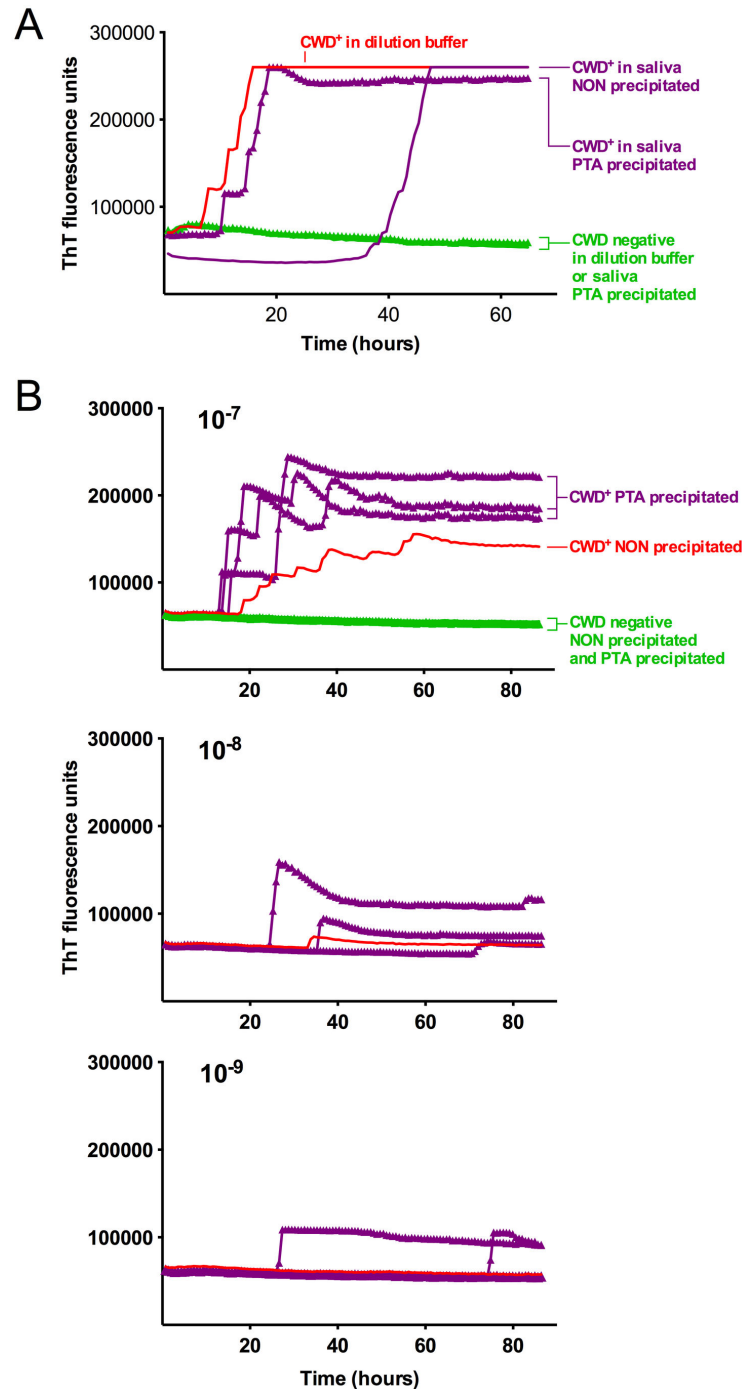 A
ThT fluorescence units
300000
200000
100000
20
40
60
Time (hours)
CWD+ in dilution buffer
CWD+ in saliva
NON precipitated
CWD+ in saliva
PTA precipitated
CWD negative
in dilution buffer
or saliva
PTA precipitated
B
10-7
300000
200000
100000
20
40
60
80
CWD+ PTA precipitated
CWD+ NON precipitated
CWD negative
NON precipitated
and PTA precipitated
10-8
ThT fluorescence units
300000
200000
100000
20
40
60
80
10-9
300000
200000
100000
20
40
60
80
Time (hours)